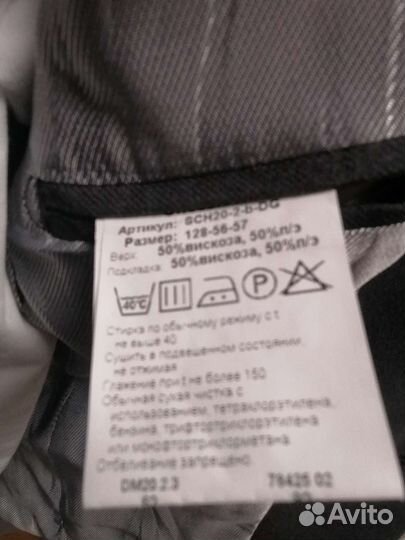 Артикул: SCH20-2-B-DG
Размер: 128-56-57
Верх: 50%вискоза, 50%п/э
Подкладка: 50%вискоза, 50%п/э
40°C
P
Стирка по обычному режиму с t
не выше 40
Сушить в подвешенном состоянии,
не отжимая
Глажение при t не более 150
Обычная сухая чистка с
использованием, тетрахлорэтилена,
бензина, трифтортрихлорэтилена
или монофтортрихлорметана
Отбеливание запрещено
DM20.2.3 78425 02
Avito